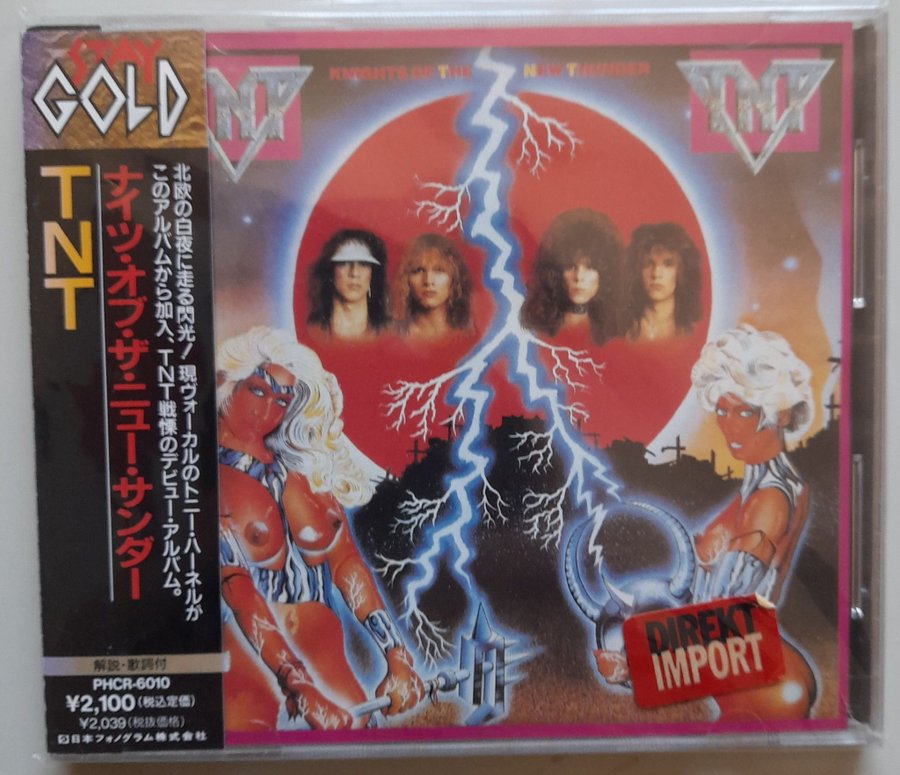 STAY
GOLD
TNT
ナイツ・オブ・ザ・ニュー・サンダー
北欧の白夜に走る閃光！現ヴォーカルのトニー・ハーネルが
このアルバムから加入、TNT戦慄のデビュー・アルバム。
解説・歌詞付
PHCR-6010
¥2,100(税込定価)
¥2,039(税抜価格)
日本フォノグラム株式会社
KNIGHTS OF THE NEW THUNDER
TNT
TNT
DIREKT
IMPORT